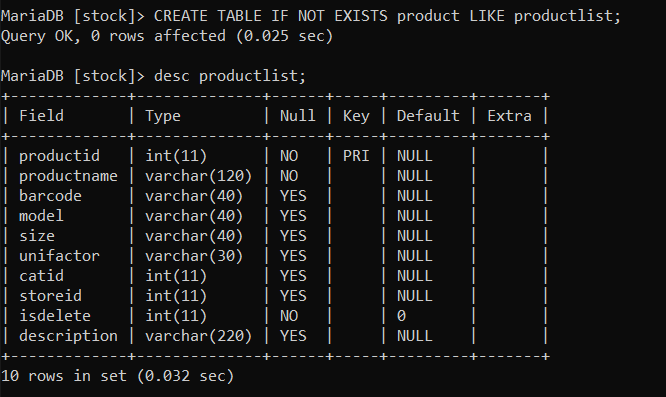 MariaDB [stock]> CREATE TABLE IF NOT EXISTS product LIKE productlist;
Query OK, 0 rows affected (0.025 sec)
MariaDB [stock]> desc productlist;
+-------------+--------------+------+-----+---------+-------+
| Field       | Type         | Null | Key | Default | Extra |
+-------------+--------------+------+-----+---------+-------+
| productid   | int(11)      | NO   | PRI | NULL    |       |
| productname | varchar(120) | NO   |     | NULL    |       |
| barcode     | varchar(40)  | YES  |     | NULL    |       |
| model       | varchar(40)  | YES  |     | NULL    |       |
| size        | varchar(40)  | YES  |     | NULL    |       |
| unifactor   | varchar(30)  | YES  |     | NULL    |       |
| catid       | int(11)      | YES  |     | NULL    |       |
| storeid     | int(11)      | YES  |     | NULL    |       |
| isdelete    | int(11)      | NO   |     | 0       |       |
| description | varchar(220) | YES  |     | NULL    |       |
+-------------+--------------+------+-----+---------+-------+
10 rows in set (0.032 sec)